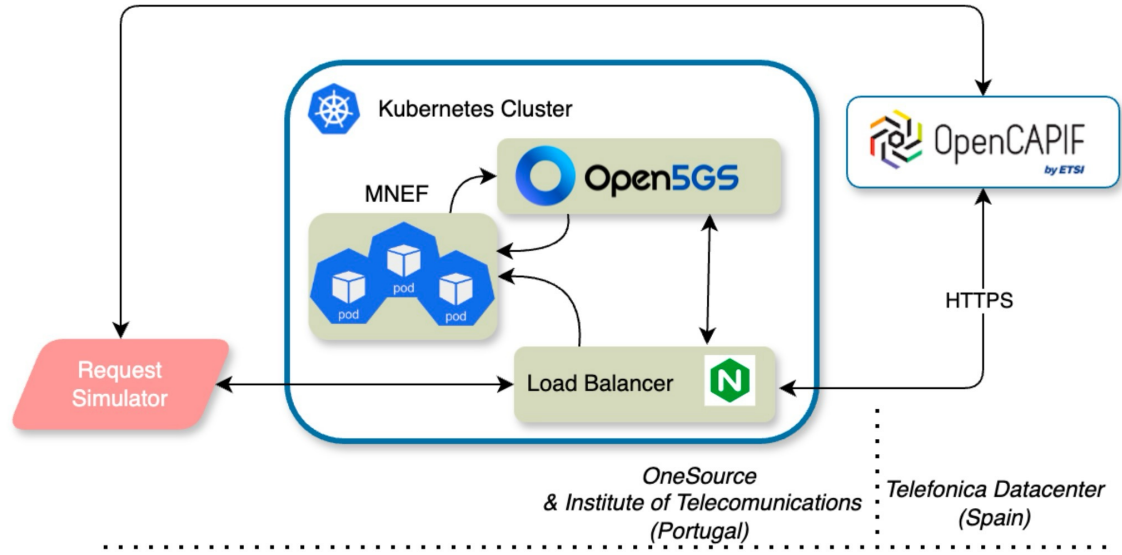 Kubernetes Cluster
OpenCAPIF
by ETSI
Open5GS
MNEF
pod
pod
pod
HTTPS
Request
Simulator
Load Balancer
N
OneSource
& Institute of Telecomunications
(Portugal)
Telefonica Datacenter
(Spain)